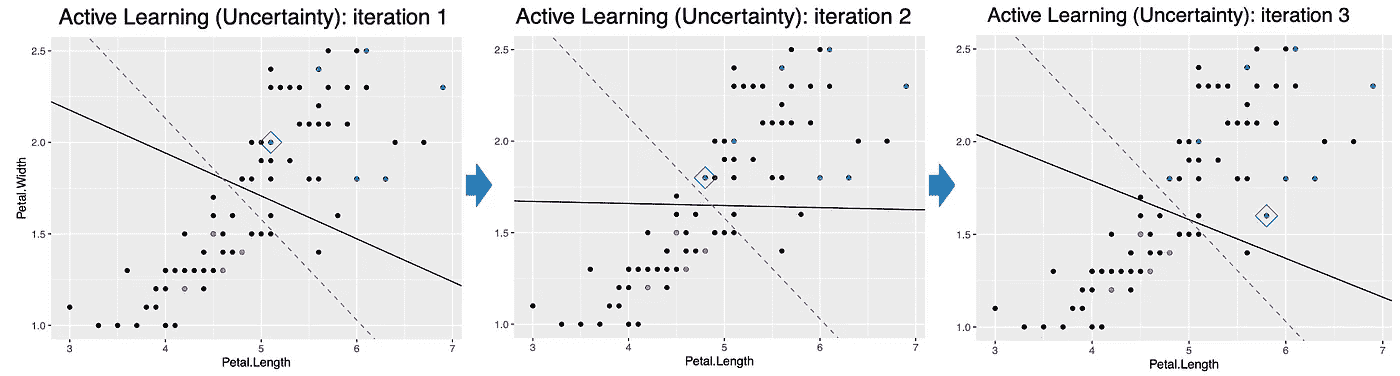 Active Learning (Uncertainty): iteration 1
Petal.Width
2.5
2.0
1.5
1.0
3 4 5 6 7
Petal.Length
Active Learning (Uncertainty): iteration 2
2.5
2.0
1.5
1.0
3 4 5 6 7
Petal.Length
Active Learning (Uncertainty): iteration 3
2.5
2.0
1.5
1.0
3 4 5 6 7
Petal.Length